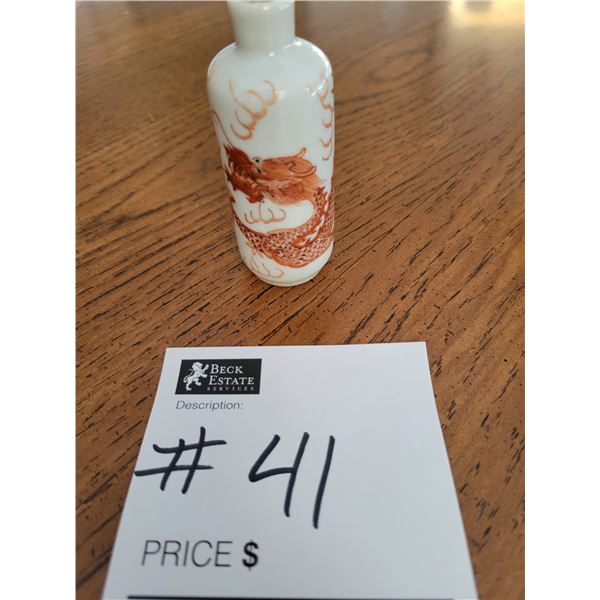 BECK
ESTATE
SERVICES
Description:
# 41
PRICE $